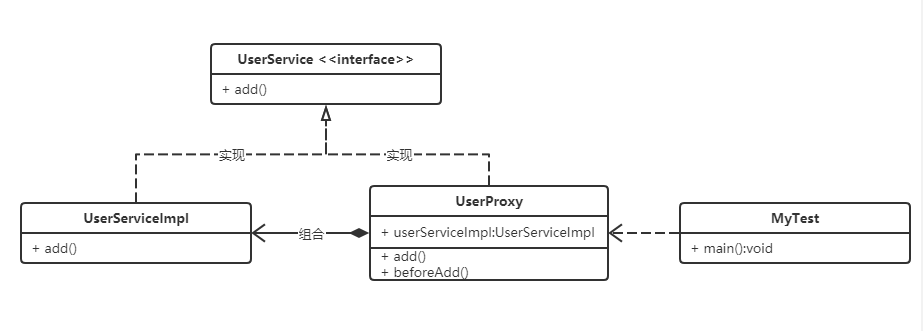 UserService <<interface>>
+ add()
实现
实现
UserServiceImpl
+ add()
组合
UserProxy
+ userServiceImpl:UserServiceImpl
+ add()
+ beforeAdd()
MyTest
+ main():void